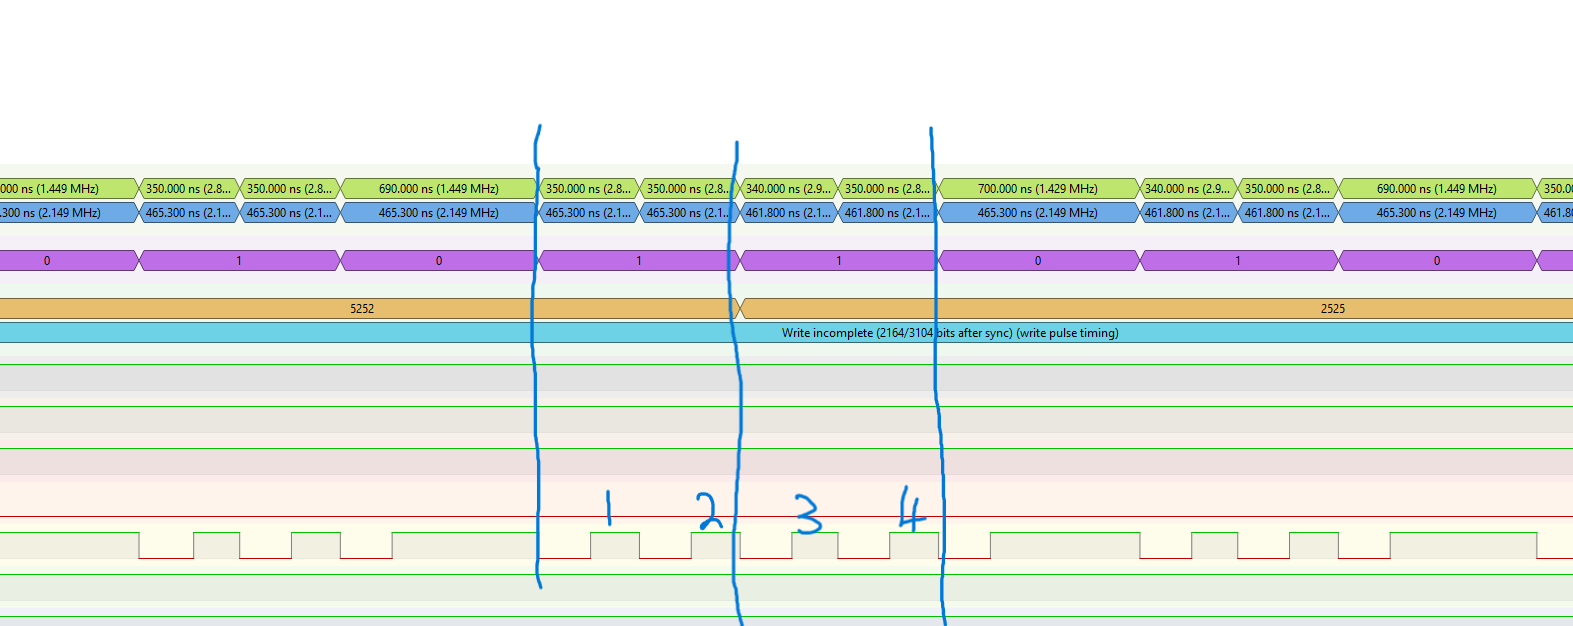 000 ns (1.449 MHz) 350.000 ns (2.8... 350.000 ns (2.8... 690.000 ns (1.449 MHz) 350.000 ns (2.8... 350.000 ns (2.8... 340.000 ns (2.9... 350.000 ns (2.8... 700.000 ns (1.429 MHz) 340.000 ns (2.9... 350.000 ns (2.8... 690.000 ns (1.449 MHz) 350.0
.300 ns (2.149 MHz) 465.300 ns (2.1... 465.300 ns (2.1... 465.300 ns (2.149 MHz) 465.300 ns (2.1... 465.300 ns (2.1... 461.800 ns (2.1... 461.800 ns (2.1... 465.300 ns (2.149 MHz) 461.800 ns (2.1... 461.800 ns (2.1... 465.300 ns (2.149 MHz) 461.8
0 1 0 1 1 0 1 0
5252 2525
Write incomplete (2164/3104 bits after sync) (write pulse timing)
1 2 3 4